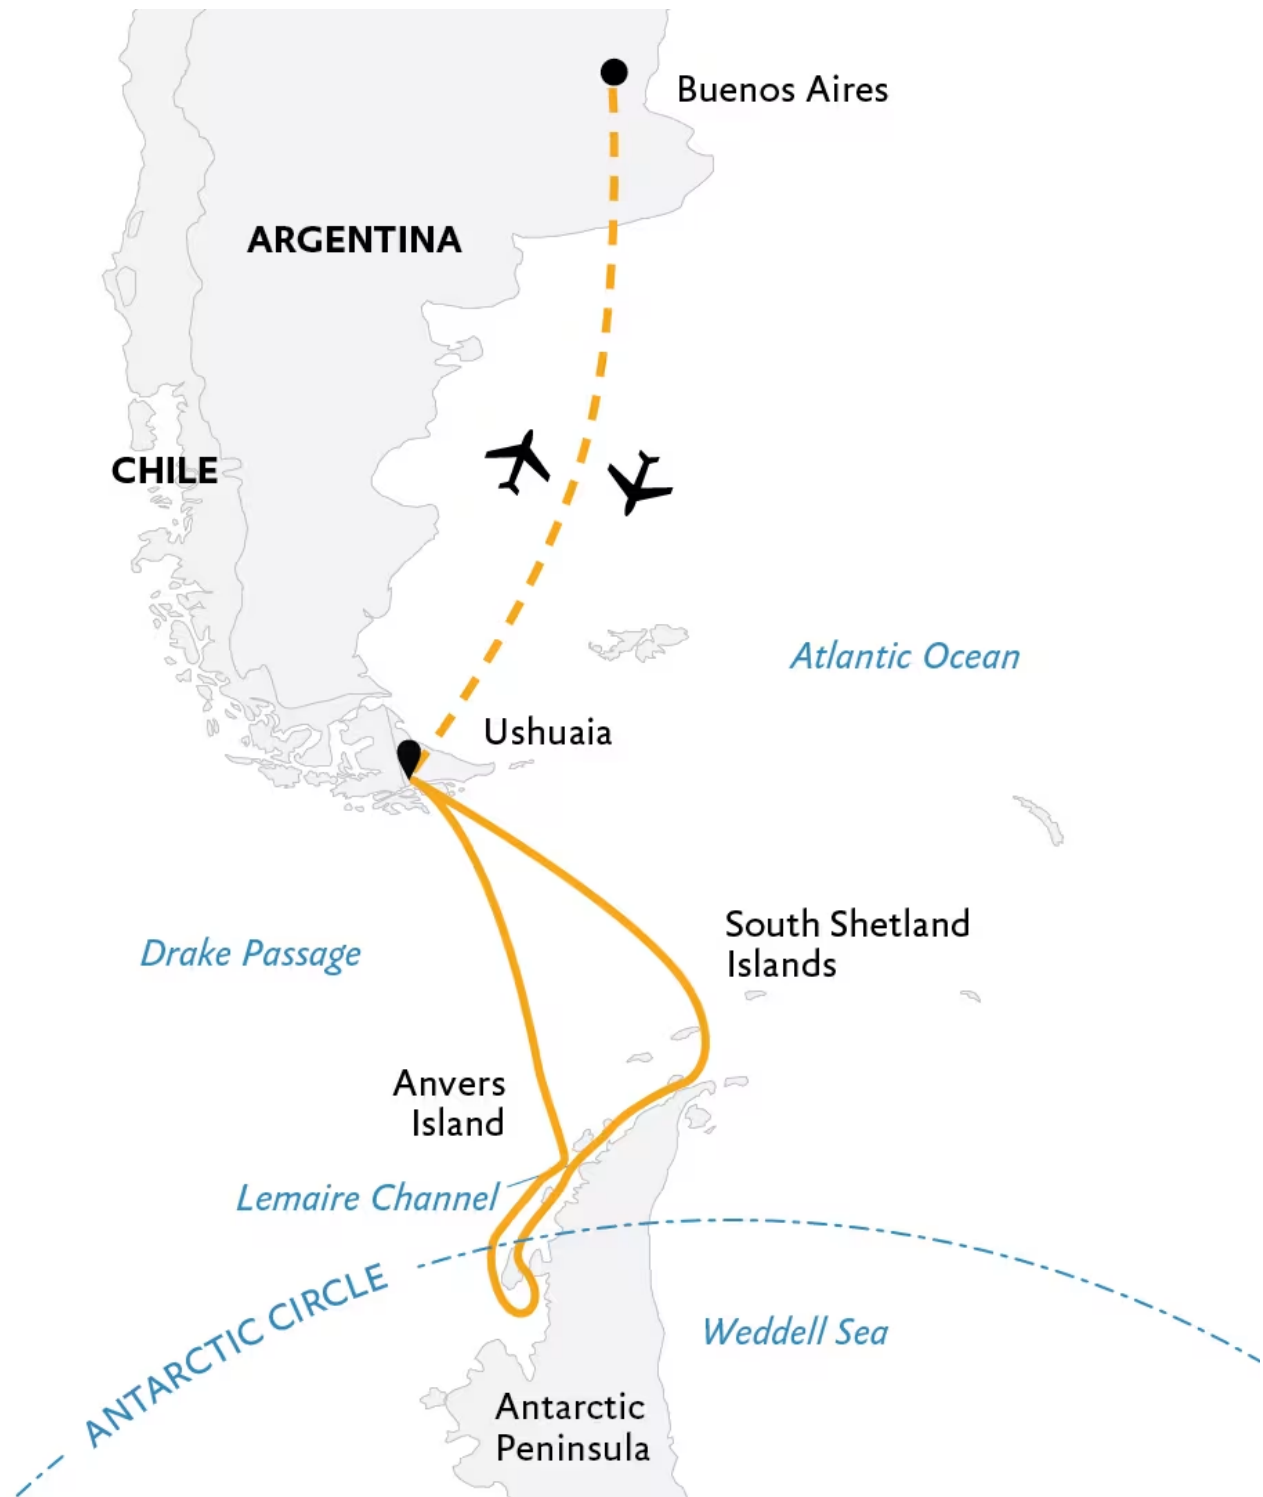 Buenos Aires
ARGENTINA
CHILE
Atlantic Ocean
Ushuaia
South Shetland
Islands
Drake Passage
Anvers
Island
Lemaire Channel
ANTARCTIC CIRCLE
Weddell Sea
Antarctic
Peninsula